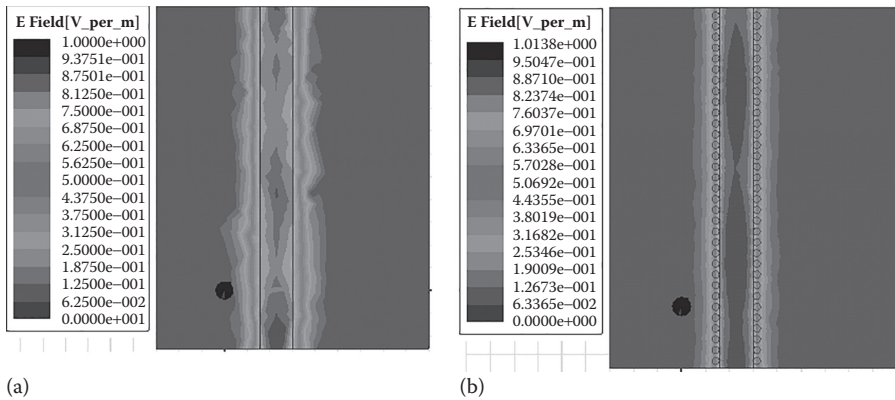 E Field[V_per_m]
1.0000e+000
9.3751e−001
8.7501e−001
8.1250e−001
7.5000e−001
6.8750e−001
6.2500e−001
5.6250e−001
5.0000e−001
4.3750e−001
3.7500e−001
3.1250e−001
2.5000e−001
1.8750e−001
1.2500e−001
6.2500e−002
0.0000e+001
(a)
E Field[V_per_m]
1.0138e+000
9.5047e−001
8.8710e−001
8.2374e−001
7.6037e−001
6.9701e−001
6.3365e−001
5.7028e−001
5.0692e−001
4.4355e−001
3.8019e−001
3.1682e−001
2.5346e−001
1.9009e−001
1.2673e−001
6.3365e−002
0.0000e+000
(b)